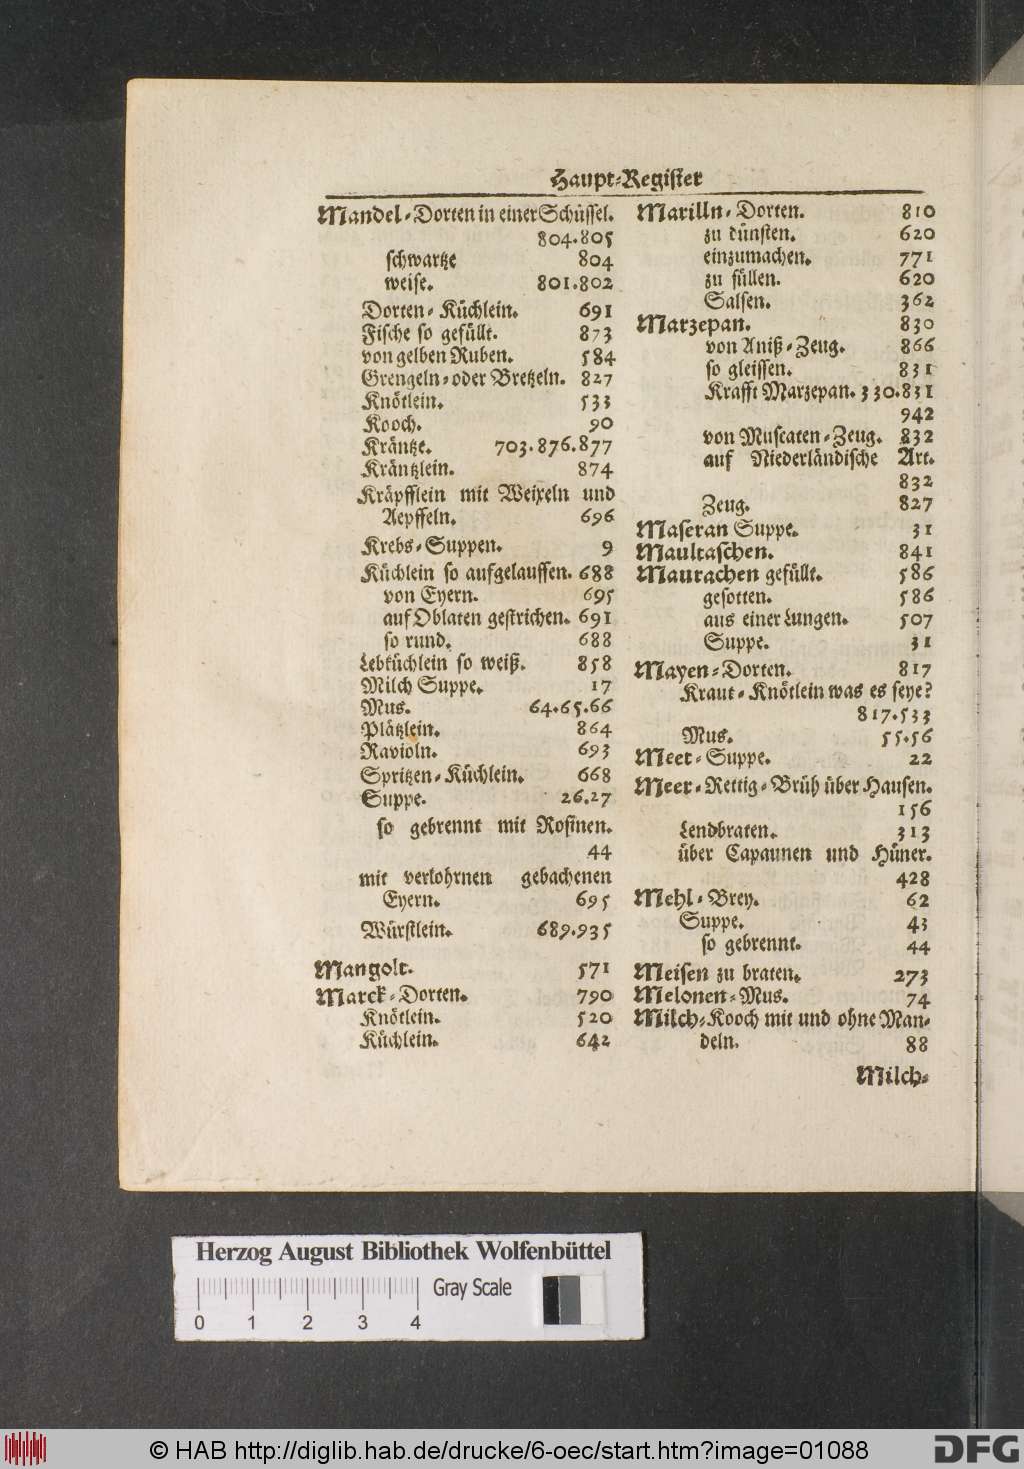 Haupt-Register
Mandel-Dorten in einer Schüssel.
804.805
schwartze 804
weise. 801.802
Dorten-Küchlein. 691
Fische so gefüllt. 873
von gelben Ruben. 584
Grengeln-oder Bretzeln. 827
Knötlein. 533
Kooch. 90
Kräntze. 703.876.877
Kräntzlein. 874
Kräpfflein mit Weixeln und
Aepffeln. 696
Krebs-Suppen. 9
Küchlein so aufgelauffen. 688
von Eyern. 695
auf Oblaten gestrichen. 691
so rund. 688
Lebküchlein so weiß. 858
Milch Suppe. 17
Mus. 64.65.66
Plätzlein. 864
Ravioln. 693
Spritzen-Küchlein. 668
Suppe. 26.27
so gebrennt mit Rosinen.
44
mit verlohrnen gebachenen
Eyern. 695
Würstlein. 689.935
Mangolt. 571
Marck-Dorten. 790
Knötlein. 520
Küchlein. 642
Marilln-Dorten. 810
zu dünsten. 620
einzumachen. 771
zu füllen. 620
Salsen. 362
Marzepan. 830
von Aniß-Zeug. 866
so gleissen. 831
Krafft Marzepan. 330.831
942
von Muscaten-Zeug. 832
auf Niederländische Art.
832
Zeug. 827
Maseran Suppe. 31
Maultaschen. 841
Maurachen gefüllt. 586
gesotten. 586
aus einer Lungen. 507
Suppe. 31
Mayen-Dorten. 817
Kraut-Knötlein was es seye?
817.533
Mus. 55.56
Meer-Suppe. 22
Meer-Rettig-Brüh über Hausen.
156
Lendbraten. 313
über Capaunen und Hüner.
428
Mehl-Brey. 62
Suppe. 43
so gebrennt. 44
Meisen zu braten. 273
Melonen-Mus. 74
Milch-Kooch mit und ohne Man-
deln. 88
Milch-
Herzog August Bibliothek Wolfenbüttel
Gray Scale
0 1 2 3 4
© HAB http://diglib.hab.de/drucke/6-oec/start.htm?image=01088
DFG